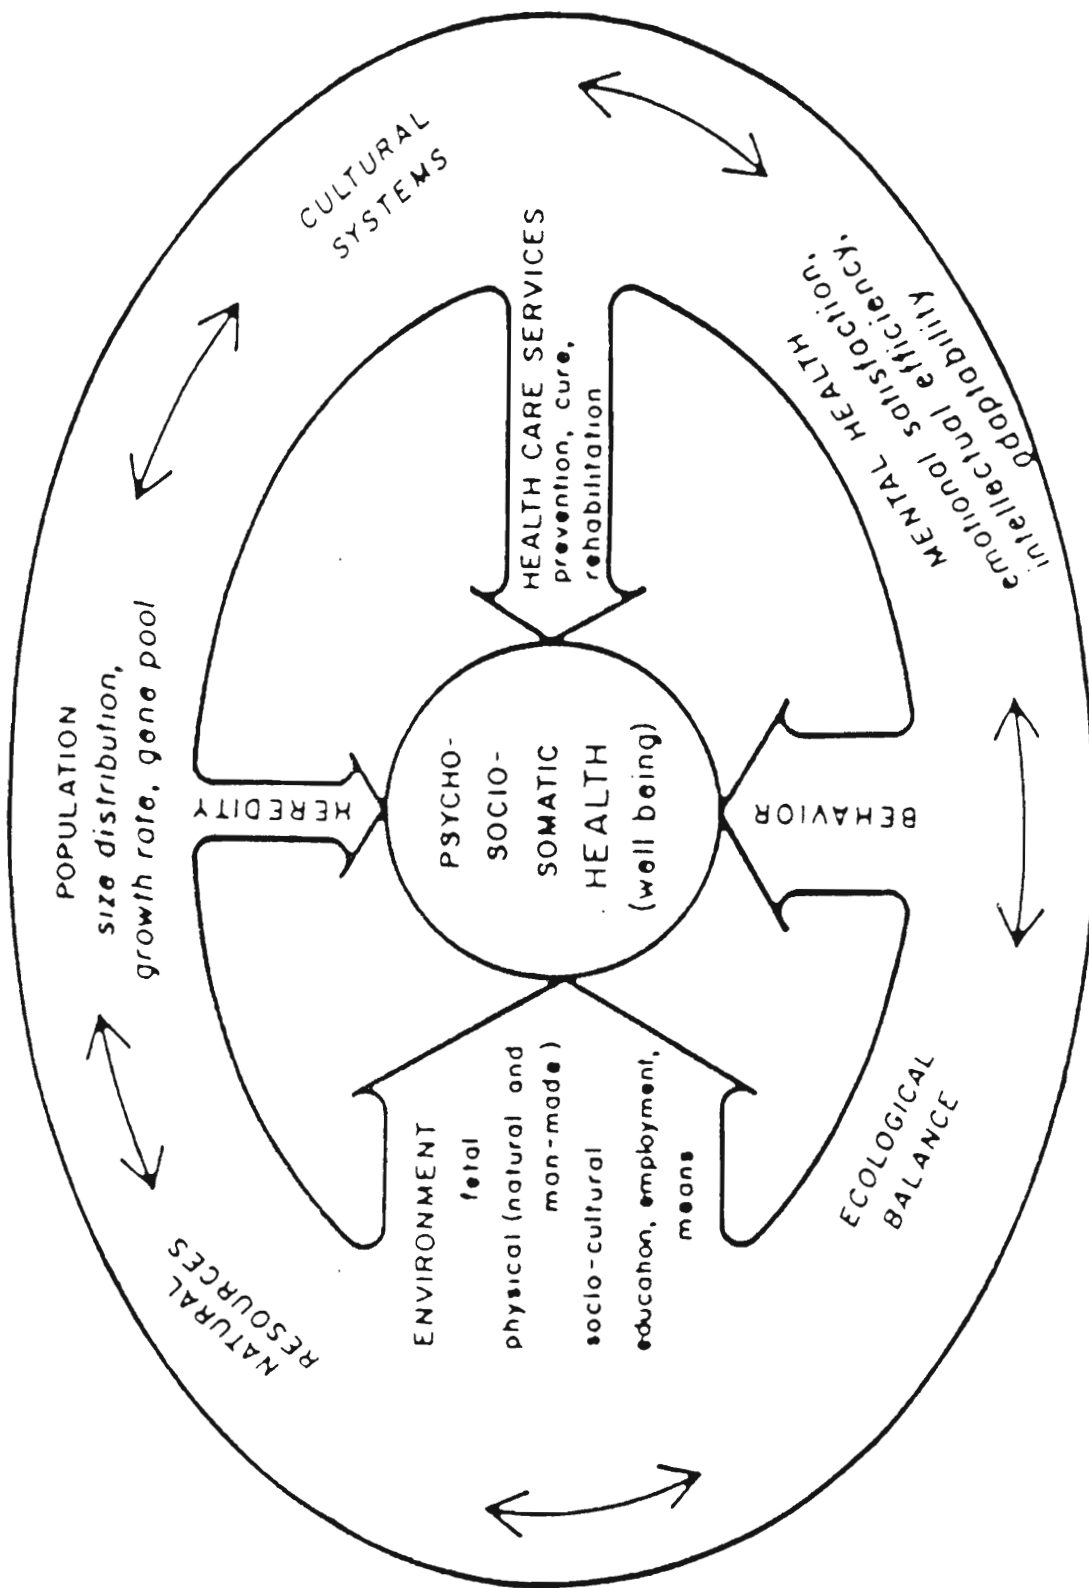 POPULATION
size distribution,
growth rate, gene pool
NATURAL
RESOURCES
CULTURAL
SYSTEMS
HEREDITY
ENVIRONMENT
fetal
physical (natural and
man-made)
socio-cultural
education, employment,
means
PSYCHO-
SOCIO-
SOMATIC
HEALTH
(well being)
HEALTH CARE SERVICES
prevention, cure,
rehabilitation
BEHAVIOR
ECOLOGICAL
BALANCE
MENTAL HEALTH
emotional satisfaction,
intellectual efficiency,
adaptability